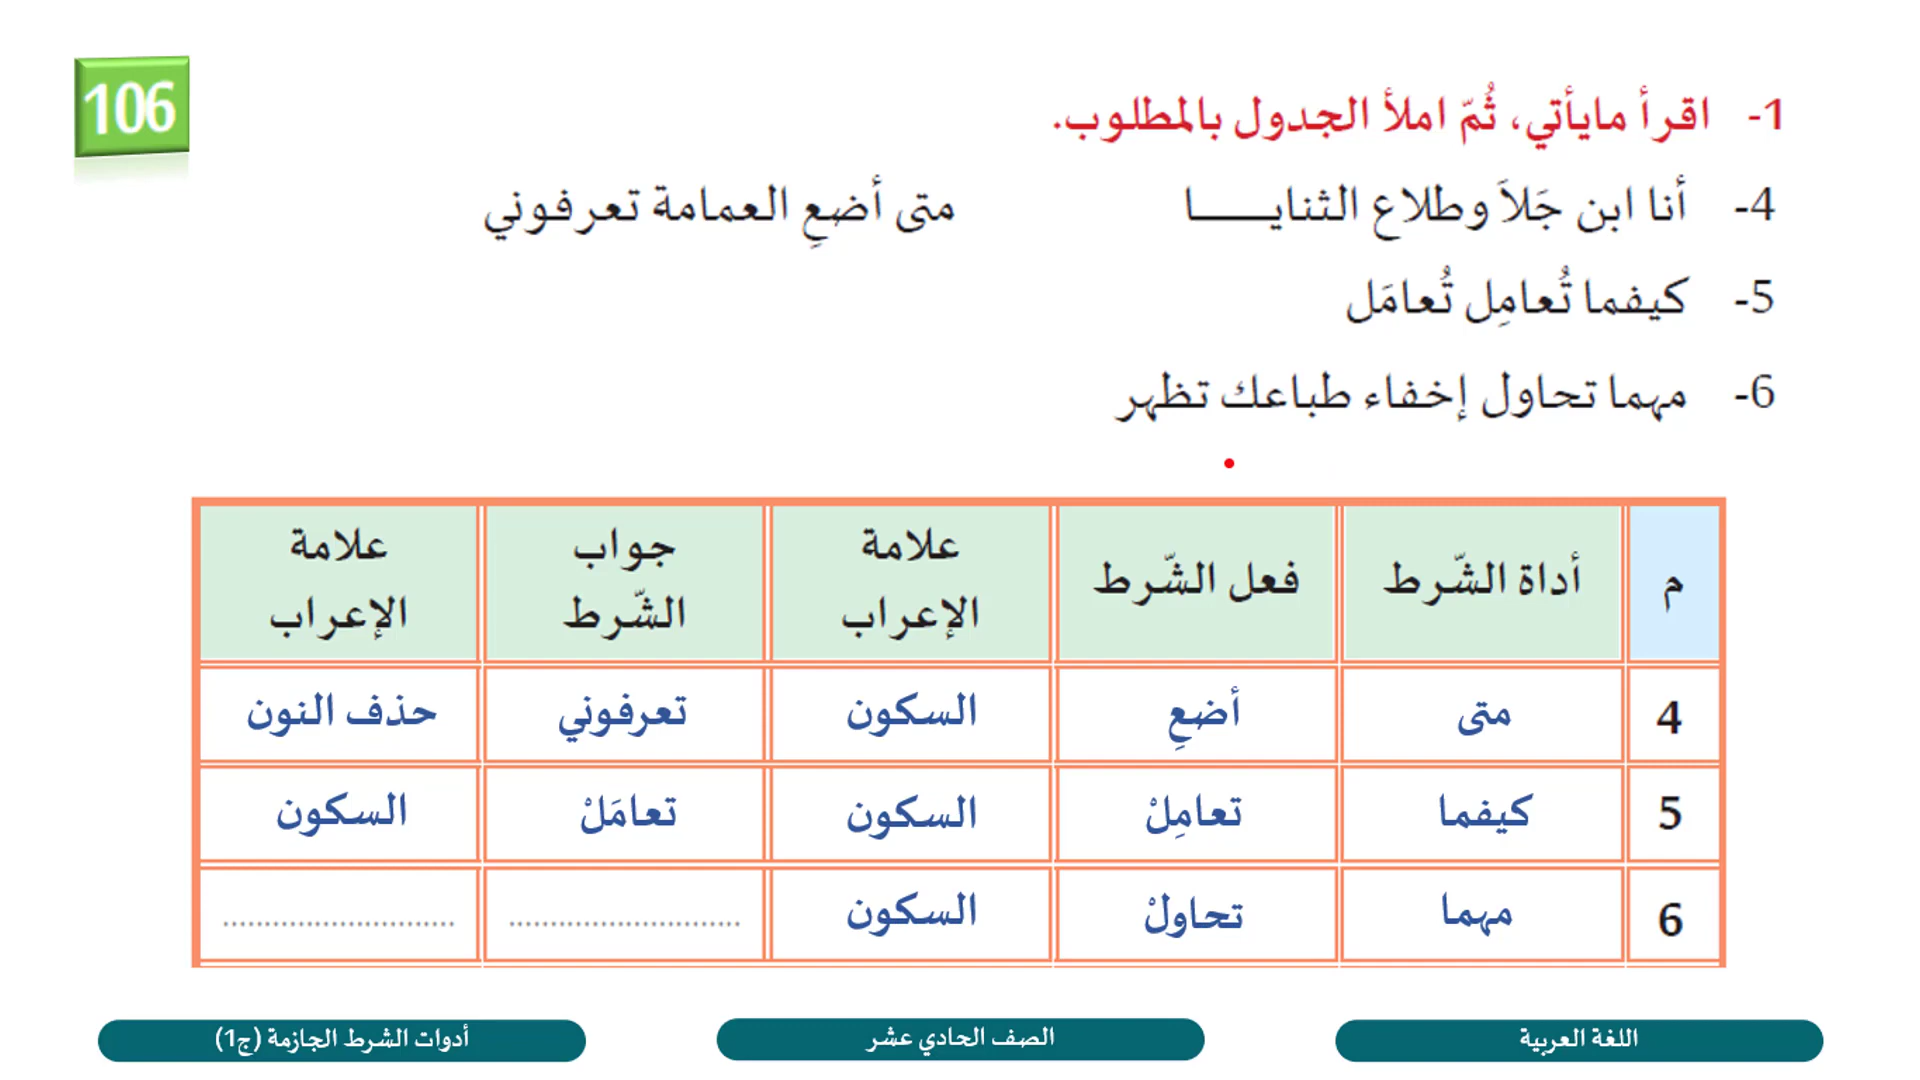 106
1- اقرأ مايأتي، ثُمّ املأ الجدول بالمطلوب.
4- أنا ابن جَلاَ وطلاع الثنايــــــا متى أضعِ العمامة تعرفوني
5- كيفما تُعامِل تُعامَل
6- مهما تحاول إخفاء طباعك تظهر
م أداة الشّرط فعل الشّرط علامة الإعراب جواب الشّرط علامة الإعراب
4 متى أضعِ السكون تعرفوني حذف النون
5 كيفما تعامِلْ السكون تعامَلْ السكون
6 مهما تحاولْ السكون ............................ ............................
اللغة العربية
الصف الحادي عشر
أدوات الشرط الجازمة (ج1)